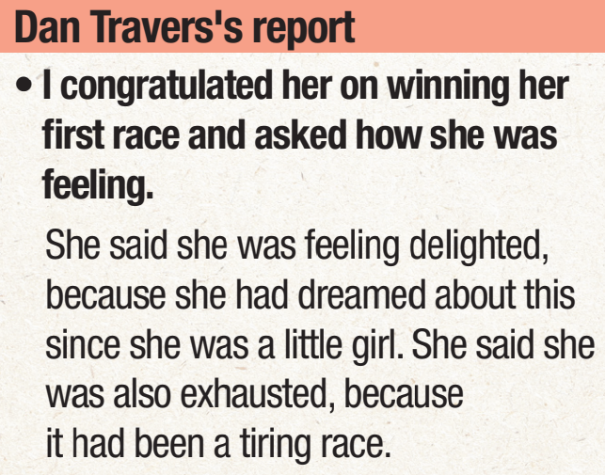 Dan Travers's report
• I congratulated her on winning her
first race and asked how she was
feeling.
She said she was feeling delighted,
because she had dreamed about this
since she was a little girl. She said she
was also exhausted, because
it had been a tiring race.